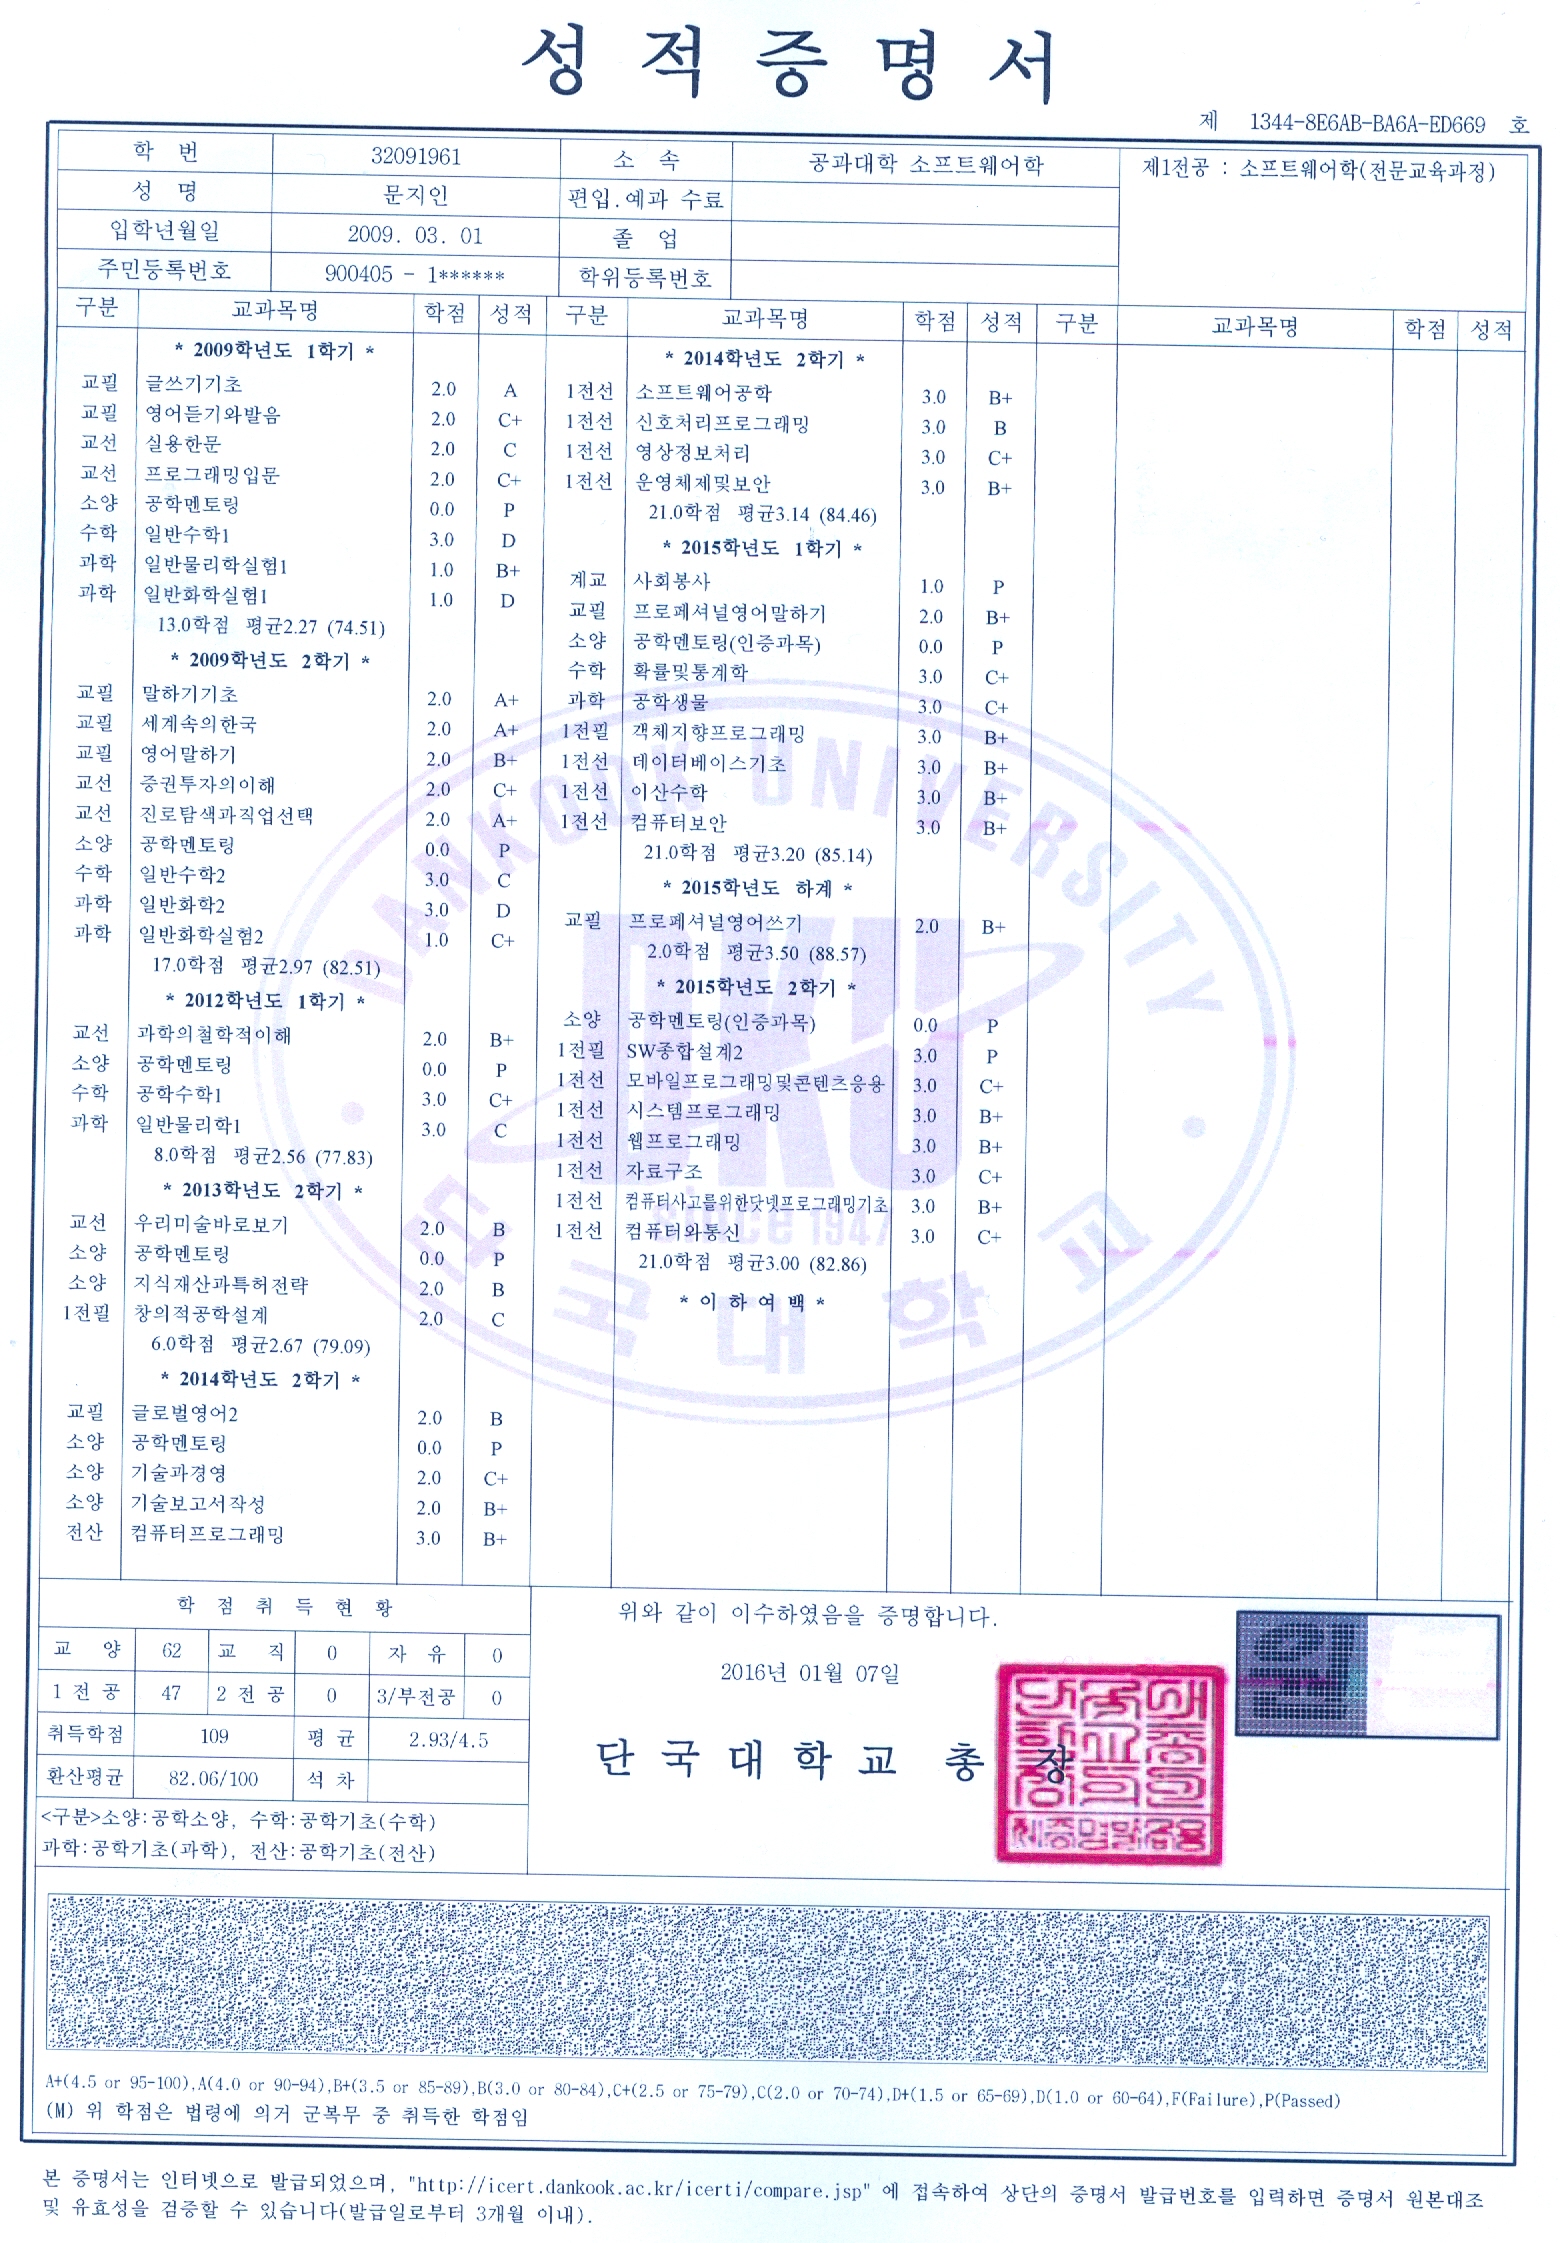 성 적 증 명 서
제 1344-8E6AB-BA6A-ED669 호
학 번 32091961 소 속 공과대학 소프트웨어학 제1전공 : 소프트웨어학(전문교육과정)
성 명 문지인 편입.예과 수료
입학년월일 2009. 03. 01 졸 업
주민등록번호 900405 - 1****** 학위등록번호
구분 교과목명 학점 성적 구분 교과목명 학점 성적 구분 교과목명 학점 성적
* 2009학년도 1학기 *
교필 글쓰기기초 2.0 A
교필 영어듣기와발음 2.0 C+
교선 실용한문 2.0 C
교선 프로그래밍입문 2.0 C+
소양 공학멘토링 0.0 P
수학 일반수학1 3.0 D
과학 일반물리학실험1 1.0 B+
과학 일반화학실험1 1.0 D
13.0학점 평균2.27 (74.51)
* 2009학년도 2학기 *
교필 말하기기초 2.0 A+
교필 세계속의한국 2.0 A+
교필 영어말하기 2.0 B+
교선 증권투자의이해 2.0 C+
교선 진로탐색과직업선택 2.0 A+
소양 공학멘토링 0.0 P
수학 일반수학2 3.0 C
과학 일반화학2 3.0 D
과학 일반화학실험2 1.0 C+
17.0학점 평균2.97 (82.51)
* 2012학년도 1학기 *
교선 과학의철학적이해 2.0 B+
소양 공학멘토링 0.0 P
수학 공학수학1 3.0 C+
과학 일반물리학1 3.0 C
8.0학점 평균2.56 (77.83)
* 2013학년도 2학기 *
교선 우리미술바로보기 2.0 B
소양 공학멘토링 0.0 P
소양 지식재산과특허전략 2.0 B
1전필 창의적공학설계 2.0 C
6.0학점 평균2.67 (79.09)
* 2014학년도 2학기 *
교필 글로벌영어2 2.0 B
소양 공학멘토링 0.0 P
소양 기술과경영 2.0 C+
소양 기술보고서작성 2.0 B+
전산 컴퓨터프로그래밍 3.0 B+
* 2014학년도 2학기 *
1전선 소프트웨어공학 3.0 B+
1전선 신호처리프로그래밍 3.0 B
1전선 영상정보처리 3.0 C+
1전선 운영체제및보안 3.0 B+
21.0학점 평균3.14 (84.46)
* 2015학년도 1학기 *
계교 사회봉사 1.0 P
교필 프로페셔널영어말하기 2.0 B+
소양 공학멘토링(인증과목) 0.0 P
수학 확률및통계학 3.0 C+
과학 공학생물 3.0 C+
1전필 객체지향프로그래밍 3.0 B+
1전선 데이터베이스기초 3.0 B+
1전선 이산수학 3.0 B+
1전선 컴퓨터보안 3.0 B+
21.0학점 평균3.20 (85.14)
* 2015학년도 하계 *
교필 프로페셔널영어쓰기 2.0 B+
2.0학점 평균3.50 (88.57)
* 2015학년도 2학기 *
소양 공학멘토링(인증과목) 0.0 P
1전필 SW종합설계2 3.0 P
1전선 모바일프로그래밍및콘텐츠응용 3.0 C+
1전선 시스템프로그래밍 3.0 B+
1전선 웹프로그래밍 3.0 B+
1전선 자료구조 3.0 C+
1전선 컴퓨터사고를위한닷넷프로그래밍기초 3.0 B+
1전선 컴퓨터와통신 3.0 C+
21.0학점 평균3.00 (82.86)
* 이 하 여 백 *
DANKOOK UNIVERSITY
DKU
Since 1947
단국대학교
학 점 취 득 현 황
교 양 62 교 직 0 자 유 0
1 전 공 47 2 전 공 0 3/부전공 0
취득학점 109 평 균 2.93/4.5
환산평균 82.06/100 석 차
<구분>소양:공학소양, 수학:공학기초(수학)
과학:공학기초(과학), 전산:공학기초(전산)
위와 같이 이수하였음을 증명합니다.
2016년 01월 07일
단 국 대 학 교 총 장
원
A+(4.5 or 95-100),A(4.0 or 90-94),B+(3.5 or 85-89),B(3.0 or 80-84),C+(2.5 or 75-79),C(2.0 or 70-74),D+(1.5 or 65-69),D(1.0 or 60-64),F(Failure),P(Passed)
(M) 위 학점은 법령에 의거 군복무 중 취득한 학점임
본 증명서는 인터넷으로 발급되었으며, "http://icert.dankook.ac.kr/icerti/compare.jsp" 에 접속하여 상단의 증명서 발급번호를 입력하면 증명서 원본대조
및 유효성을 검증할 수 있습니다(발급일로부터 3개월 이내).